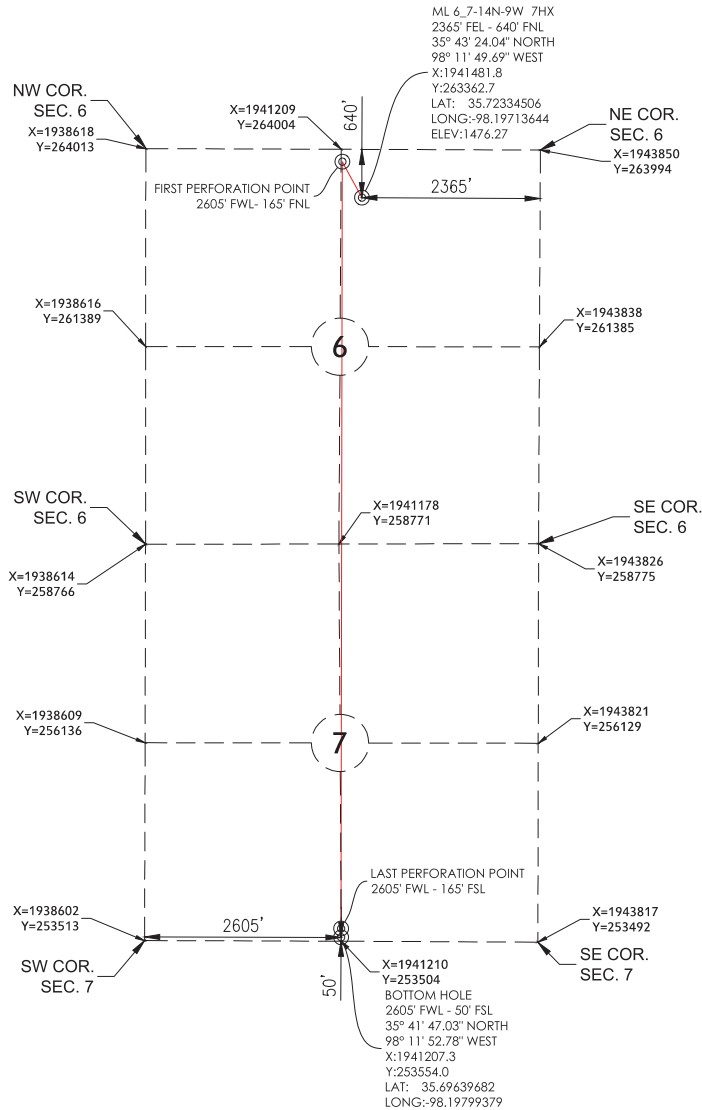 ML 6_7-14N-9W 7HX
2365' FEL - 640' FNL
35° 43' 24.04" NORTH
98° 11' 49.69" WEST
X:1941481.8
Y:263362.7
LAT: 35.72334506
LONG:-98.19713644
ELEV:1476.27
NW COR.
SEC. 6
X=1938618
Y=264013
X=1941209
Y=264004
640'
NE COR.
SEC. 6
X=1943850
Y=263994
FIRST PERFORATION POINT
2605' FWL- 165' FNL
2365'
X=1938616
Y=261389
6
X=1943838
Y=261385
SW COR.
SEC. 6
X=1938614
Y=258766
X=1941178
Y=258771
SE COR.
SEC. 6
X=1943826
Y=258775
X=1938609
Y=256136
7
X=1943821
Y=256129
LAST PERFORATION POINT
2605' FWL - 165' FSL
X=1938602
Y=253513
2605'
X=1943817
Y=253492
SW COR.
SEC. 7
50'
SE COR.
SEC. 7
X=1941210
Y=253504
BOTTOM HOLE
2605' FWL - 50' FSL
35° 41' 47.03" NORTH
98° 11' 52.78" WEST
X:1941207.3
Y:253554.0
LAT: 35.69639682
LONG:-98.19799379